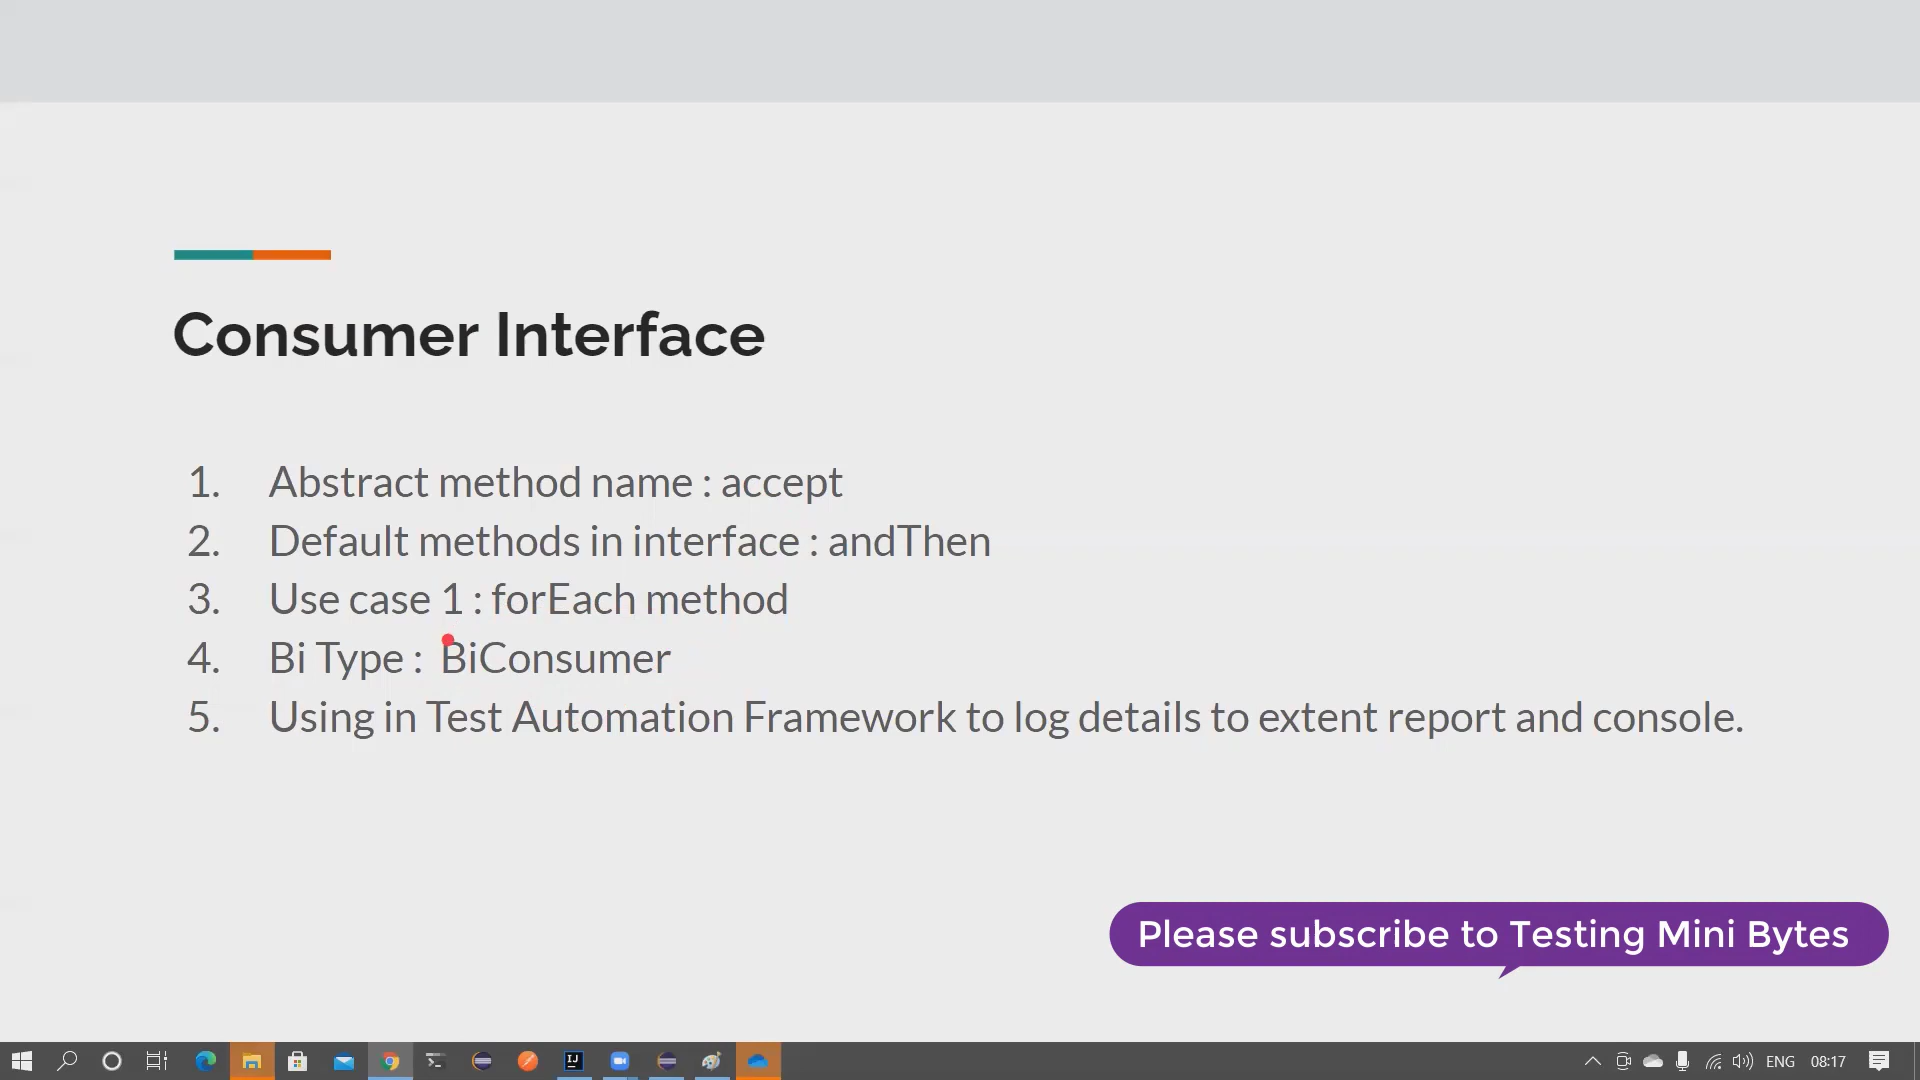 Consumer Interface
1. Abstract method name : accept
2. Default methods in interface : andThen
3. Use case 1 : forEach method
4. Bi Type : BiConsumer
5. Using in Test Automation Framework to log details to extent report and console.
Please subscribe to Testing Mini Bytes
IJ
ENG 08:17